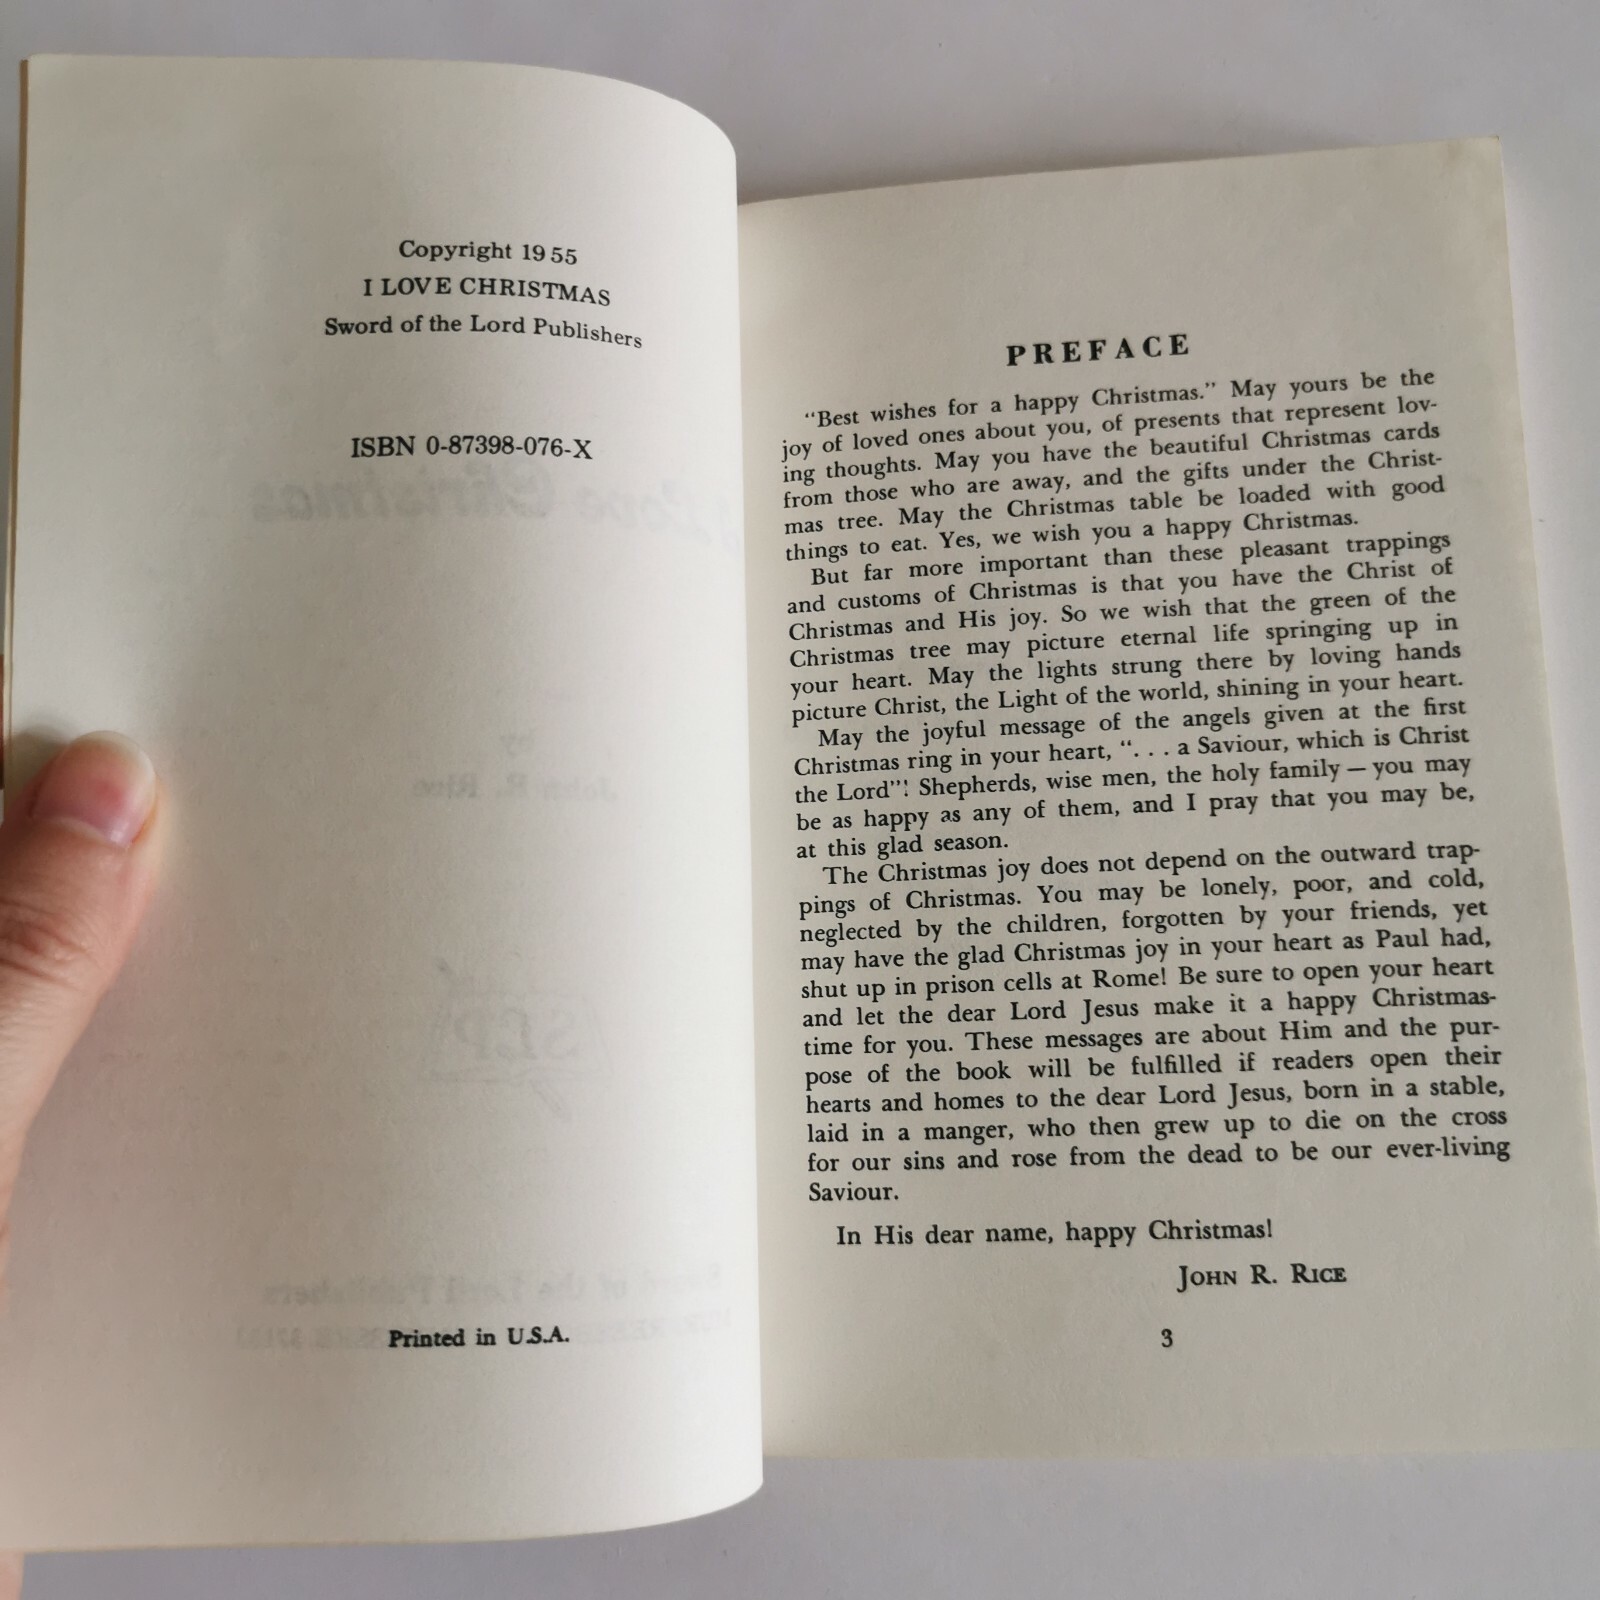 Copyright 1955
I LOVE CHRISTMAS
Sword of the Lord Publishers
ISBN 0-87398-076-X
Printed in U.S.A.
PREFACE
“Best wishes for a happy Christmas.” May yours be the
joy of loved ones about you, of presents that represent lov-
ing thoughts. May you have the beautiful Christmas cards
from those who are away, and the gifts under the Christ-
mas tree. May the Christmas table be loaded with good
things to eat. Yes, we wish you a happy Christmas.
But far more important than these pleasant trappings
and customs of Christmas is that you have the Christ of
Christmas and His joy. So we wish that the green of the
Christmas tree may picture eternal life springing up in
your heart. May the lights strung there by loving hands
picture Christ, the Light of the world, shining in your heart.
May the joyful message of the angels given at the first
Christmas ring in your heart, “. . . a Saviour, which is Christ
the Lord”! Shepherds, wise men, the holy family — you may
be as happy as any of them, and I pray that you may be,
at this glad season.
The Christmas joy does not depend on the outward trap-
pings of Christmas. You may be lonely, poor, and cold,
neglected by the children, forgotten by your friends, yet
may have the glad Christmas joy in your heart as Paul had,
shut up in prison cells at Rome! Be sure to open your heart
and let the dear Lord Jesus make it a happy Christmas-
time for you. These messages are about Him and the pur-
pose of the book will be fulfilled if readers open their
hearts and homes to the dear Lord Jesus, born in a stable,
laid in a manger, who then grew up to die on the cross
for our sins and rose from the dead to be our ever-living
Saviour.
In His dear name, happy Christmas!
JOHN R. RICE
3